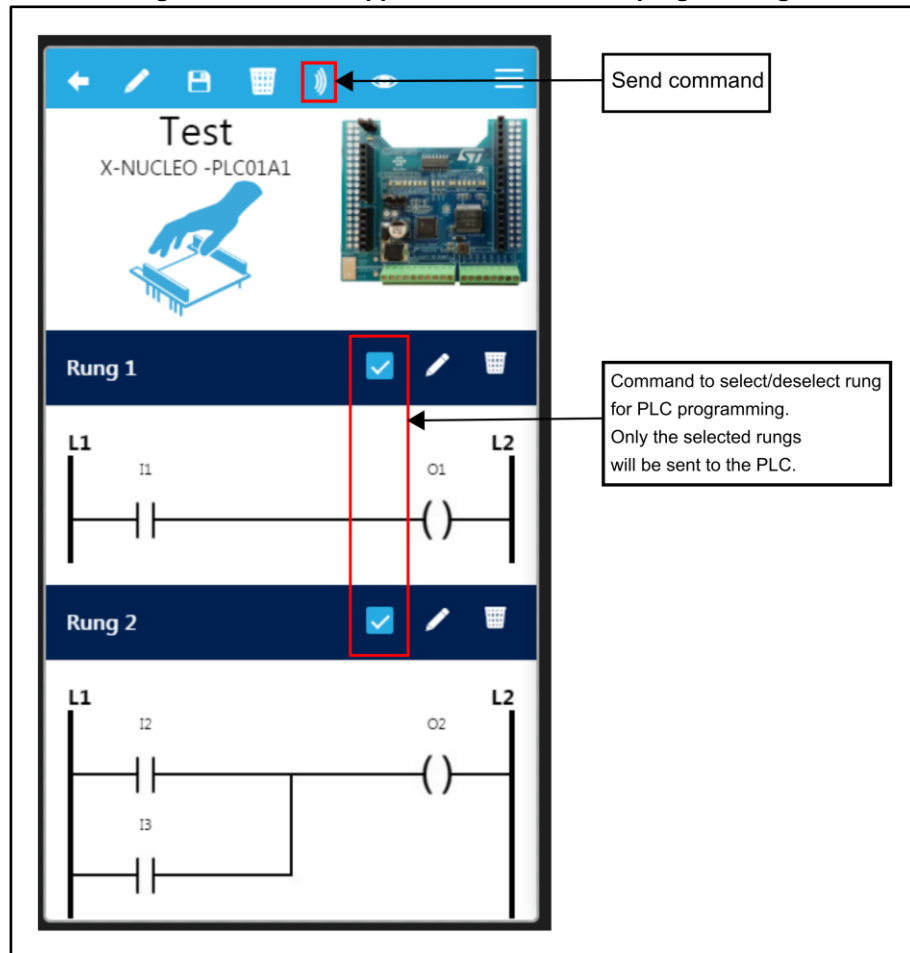 Send command
Test
X-NUCLEO -PLC01A1
Rung 1
Command to select/deselect rung
for PLC programming.
Only the selected rungs
will be sent to the PLC.
L1
L2
I1
O1
Rung 2
L1
L2
I2
O2
I3